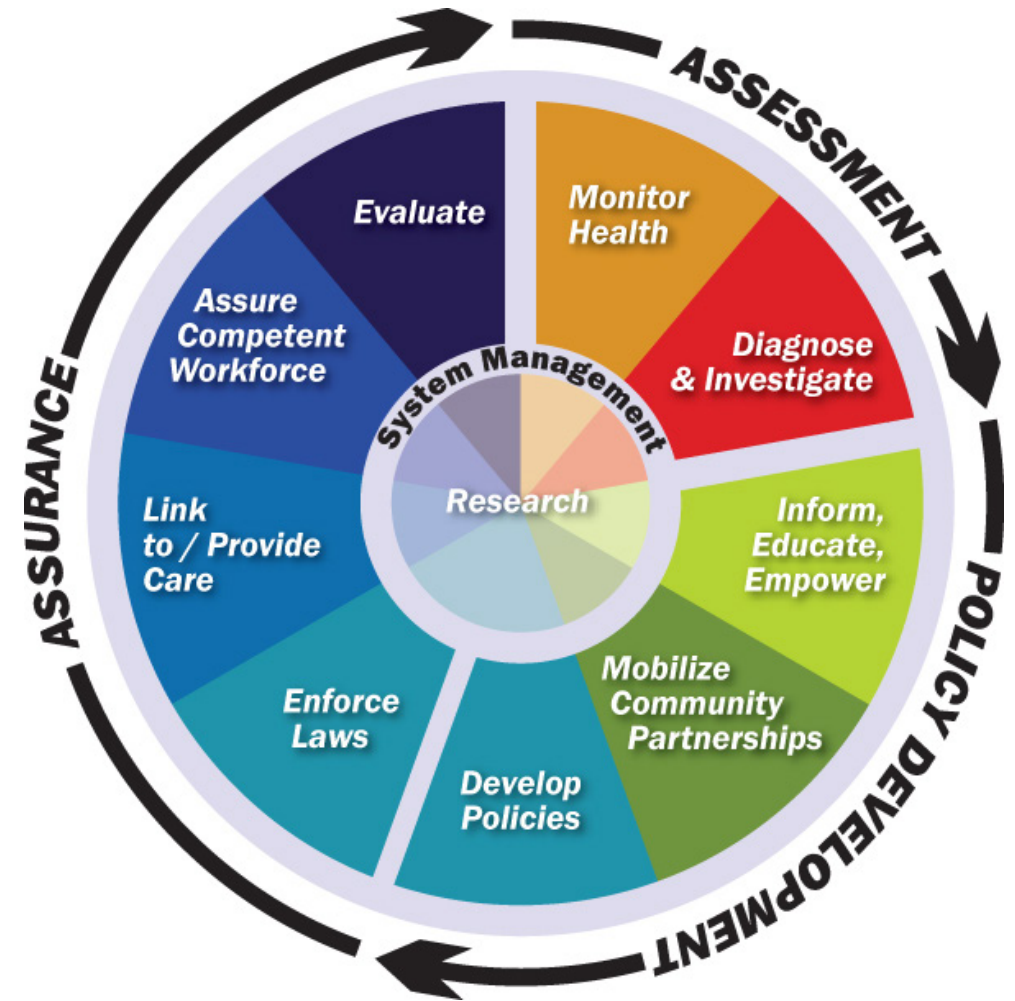 ASSESSMENT
POLICY DEVELOPMENT
ASSURANCE
Monitor
Health
Diagnose
& Investigate
Inform,
Educate,
Empower
Mobilize
Community
Partnerships
Develop
Policies
Enforce
Laws
Link
to / Provide
Care
Assure
Competent
Workforce
Evaluate
System Management
Research